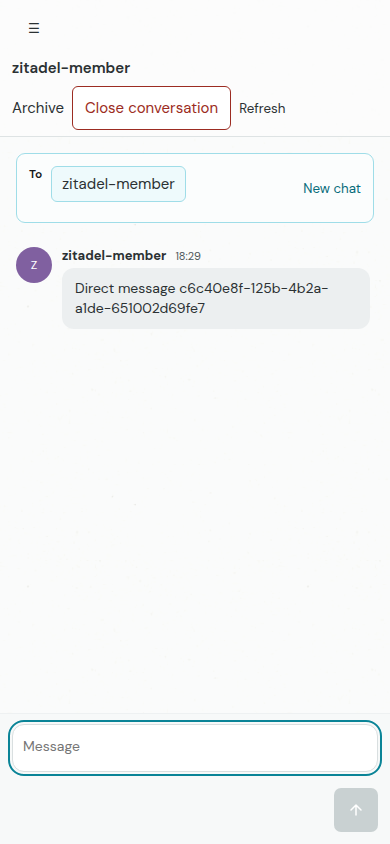 ☰
zitadel-member
Archive Close conversation Refresh
To zitadel-member New chat
zitadel-member 18:29
Z
Direct message c6c40e8f-125b-4b2a-
a1de-651002d69fe7
Message